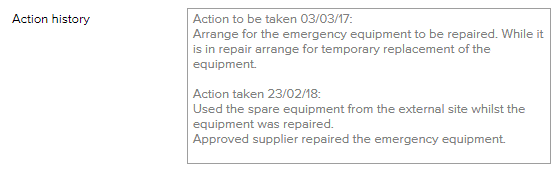 Action history
Action to be taken 03/03/17:
Arrange for the emergency equipment to be repaired. While it
is in repair arrange for temporary replacement of the
equipment.
Action taken 23/02/18:
Used the spare equipment from the external site whilst the
equipment was repaired.
Approved supplier repaired the emergency equipment.